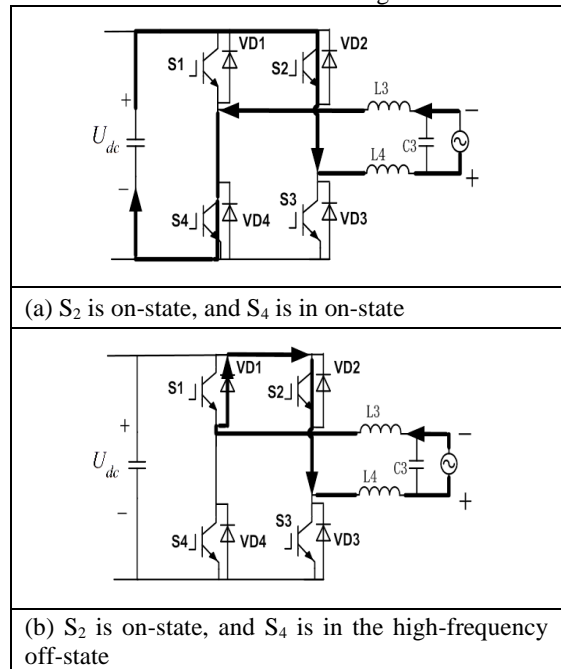 VD1
VD2
S1
S2
L3
+
−
U_dc
C3
L4
−
+
S3
S4
VD4
VD3
(a) S₂ is on-state, and S₄ is in on-state
VD1
VD2
S1
S2
L3
+
−
U_dc
C3
L4
−
+
S3
S4
VD4
VD3
(b) S₂ is on-state, and S₄ is in the high-frequency
off-state